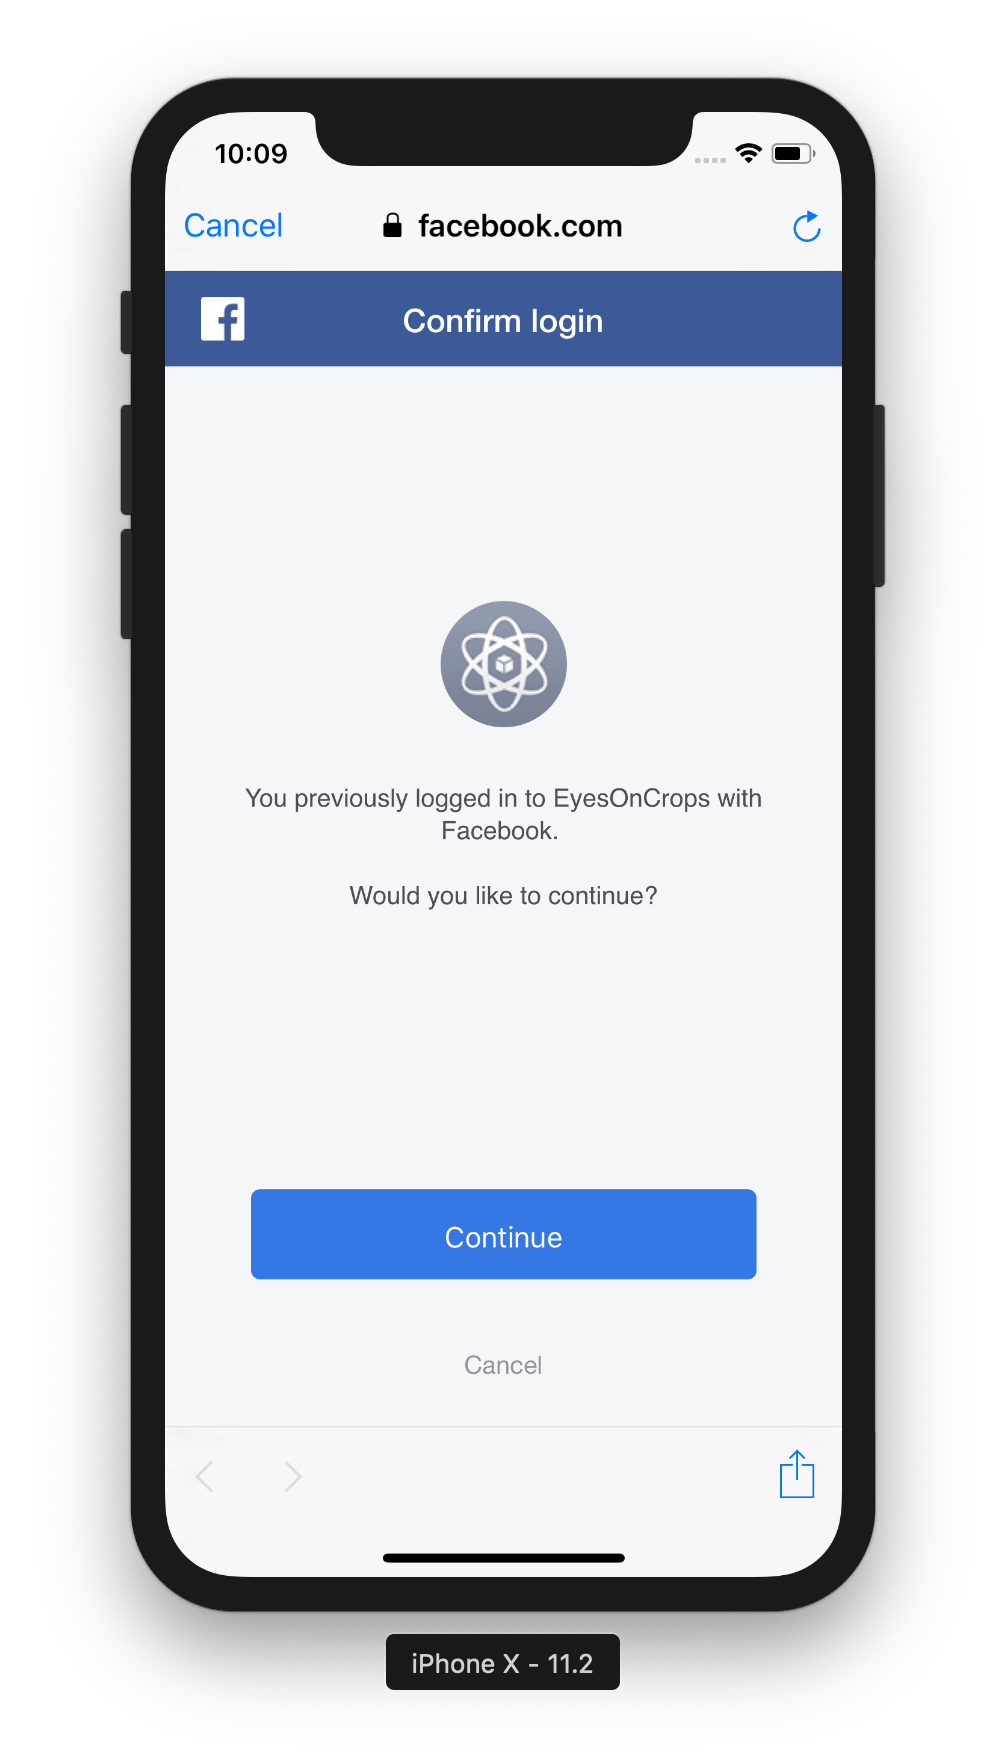 10:09
Cancel
facebook.com
Confirm login
You previously logged in to EyesOnCrops with
Facebook.
Would you like to continue?
Continue
Cancel
iPhone X - 11.2